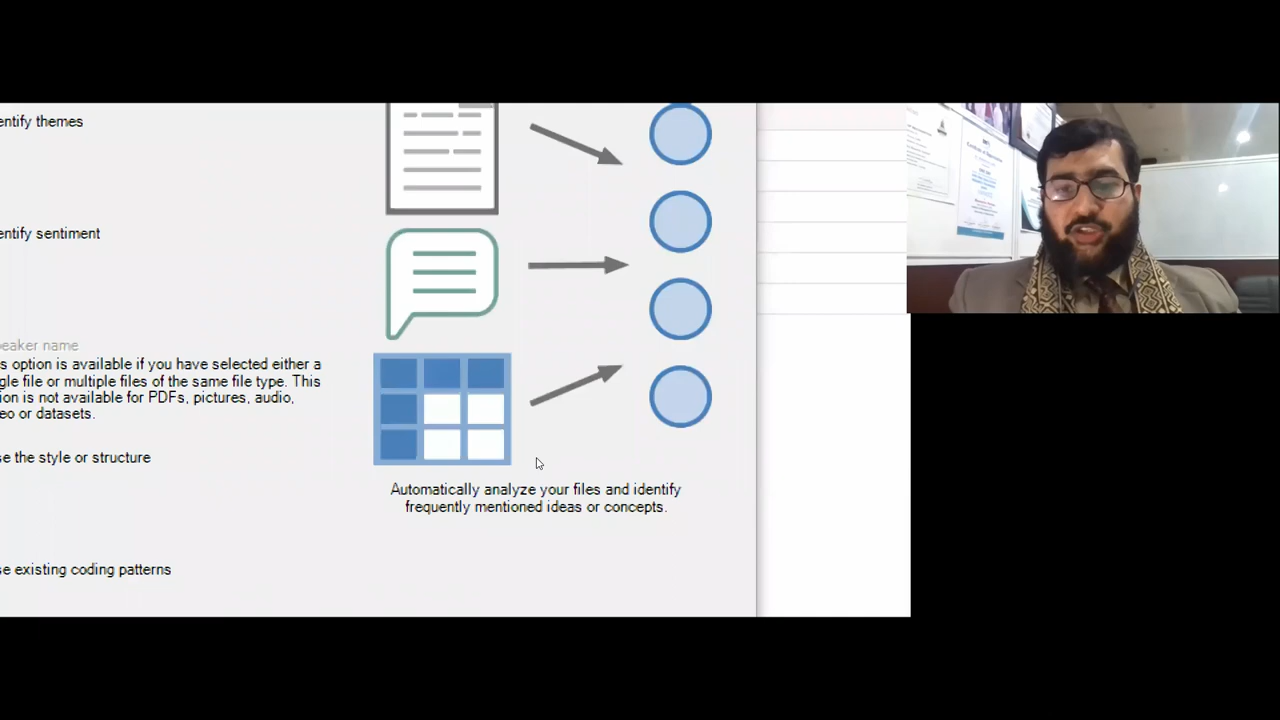 entify themes
entify sentiment
eaker name
s option is available if you have selected either a
gle file or multiple files of the same file type. This
ion is not available for PDFs, pictures, audio,
eo or datasets.
se the style or structure
se existing coding patterns
Automatically analyze your files and identify
frequently mentioned ideas or concepts.